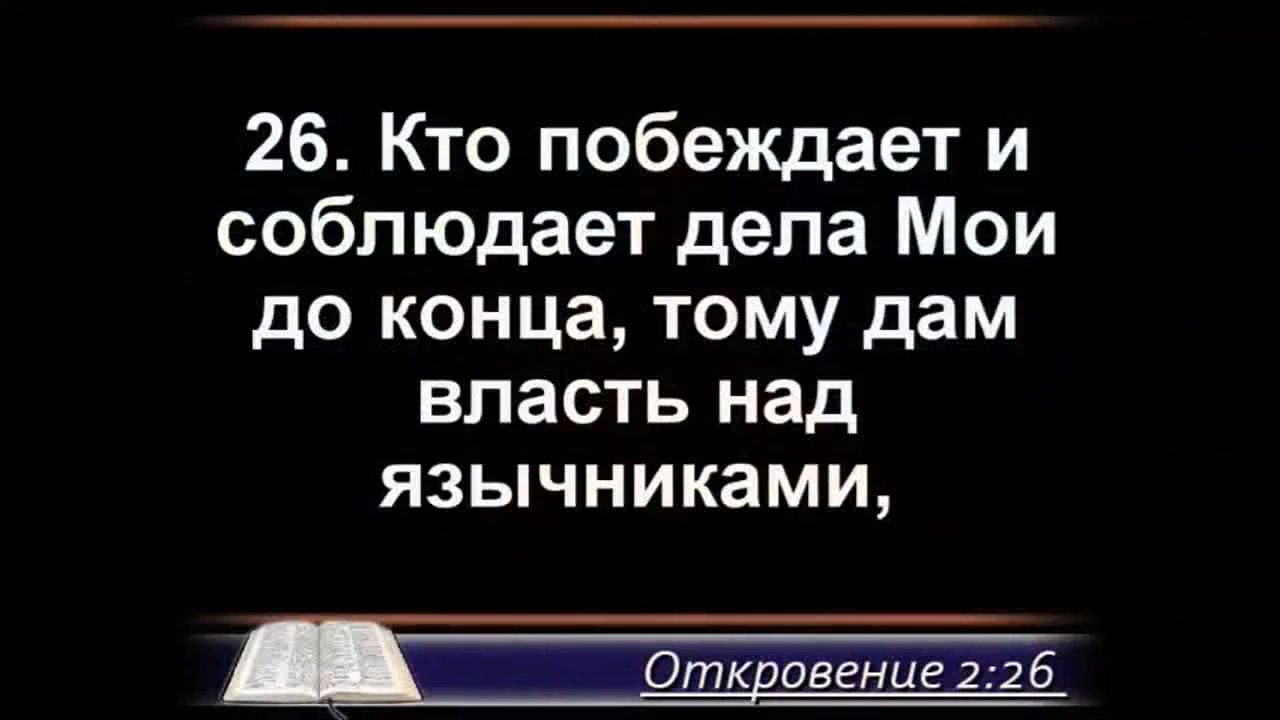 26. Кто побеждает и
соблюдает дела Мои
до конца, тому дам
власть над
язычниками,
Откровение 2:26